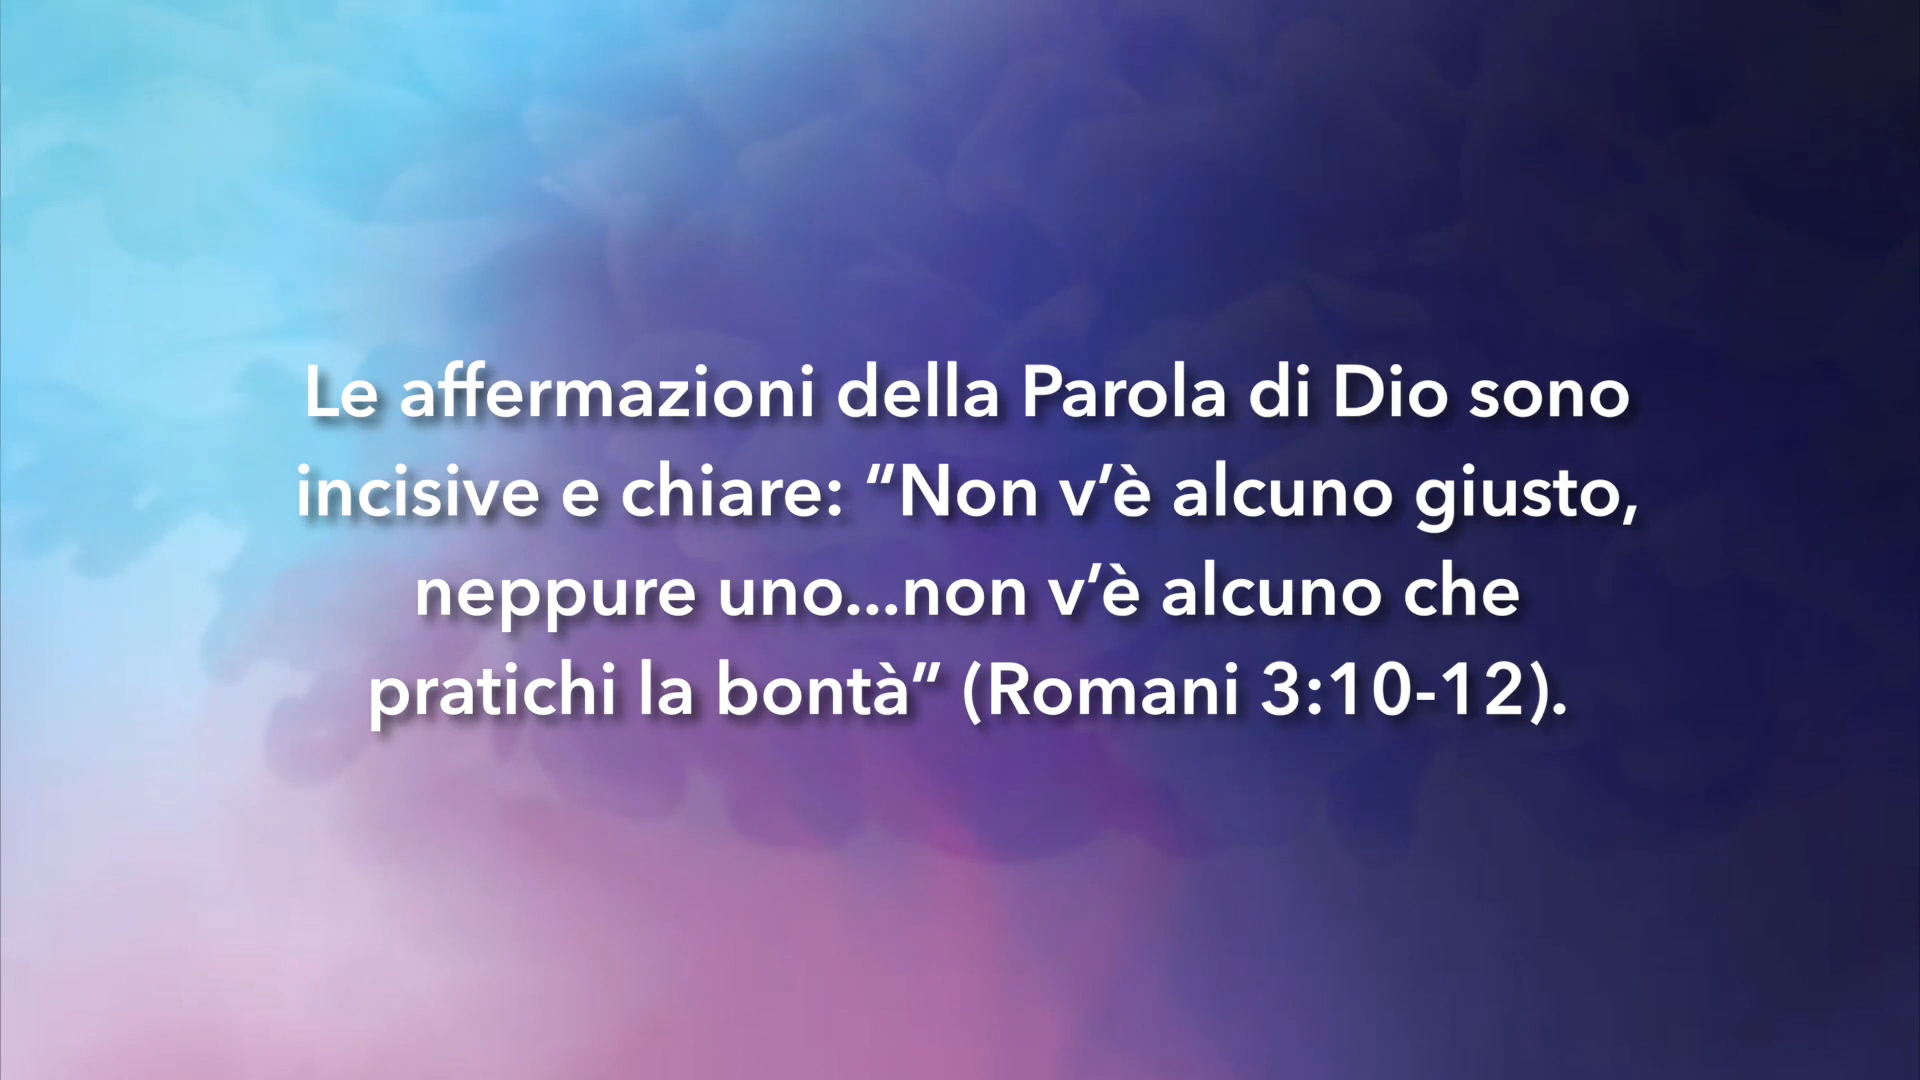 Le affermazioni della Parola di Dio sono
incisive e chiare: “Non v’è alcuno giusto,
neppure uno...non v’è alcuno che
pratichi la bontà” (Romani 3:10-12).